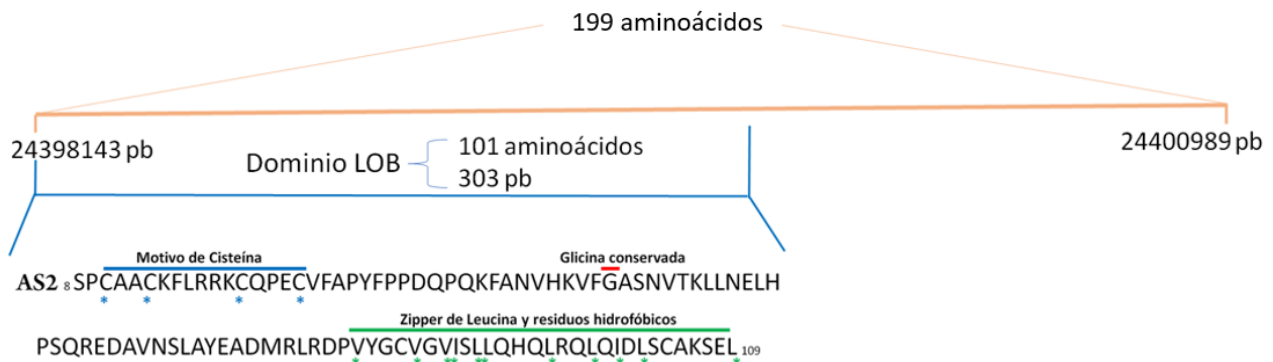 199 aminoácidos
24398143 pb
24400989 pb
Dominio LOB
101 aminoácidos
303 pb
Motivo de Cisteína
Glicina conservada
AS2 8 SPCAACKFLRRKCQPECVFAPYFPPDQPQKFANVHKVFGASNVTKLLNELH
* * * *
Zipper de Leucina y residuos hidrofóbicos
PSQREDAVNSLAYEADMRLRDPVYGCVGVISLLQHQLRQLQIDLSCAKSEL 109
* * ** ** * * * *